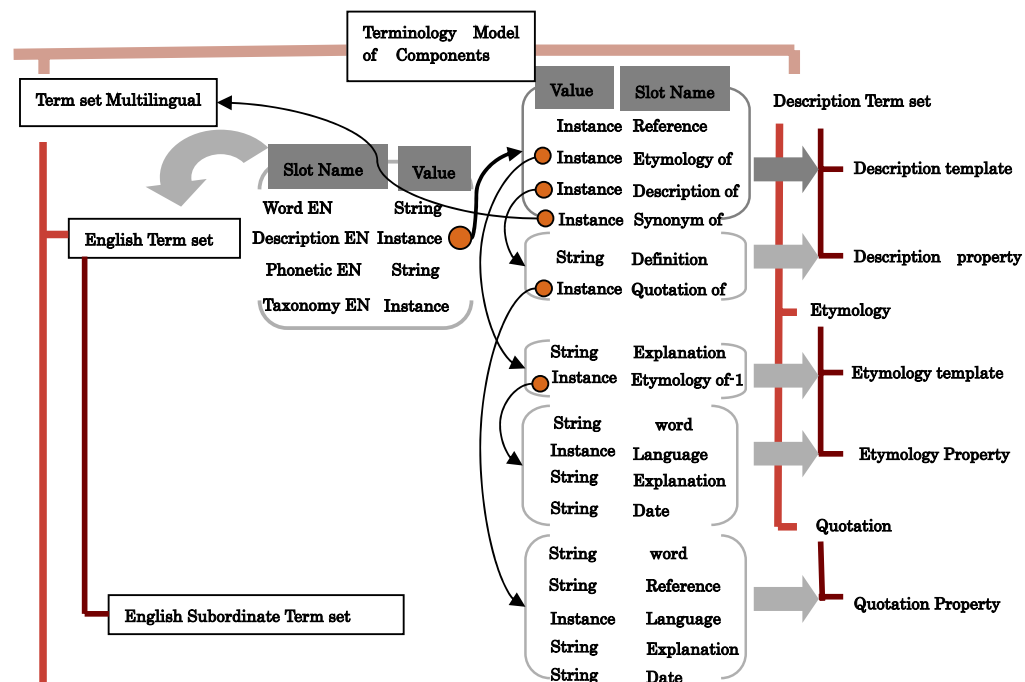 Terminology Model
of Components
Term set Multilingual
Slot Name Value
Word EN String
Description EN Instance
Phonetic EN String
Taxonomy EN Instance
English Term set
English Subordinate Term set
Value Slot Name
Instance Reference
Instance Etymology of
Instance Description of
Instance Synonym of
String Definition
Instance Quotation of
String Explanation
Instance Etymology of-1
String word
Instance Language
String Explanation
String Date
String word
String Reference
Instance Language
String Explanation
String Date
Description Term set
Description template
Description property
Etymology
Etymology template
Etymology Property
Quotation
Quotation Property